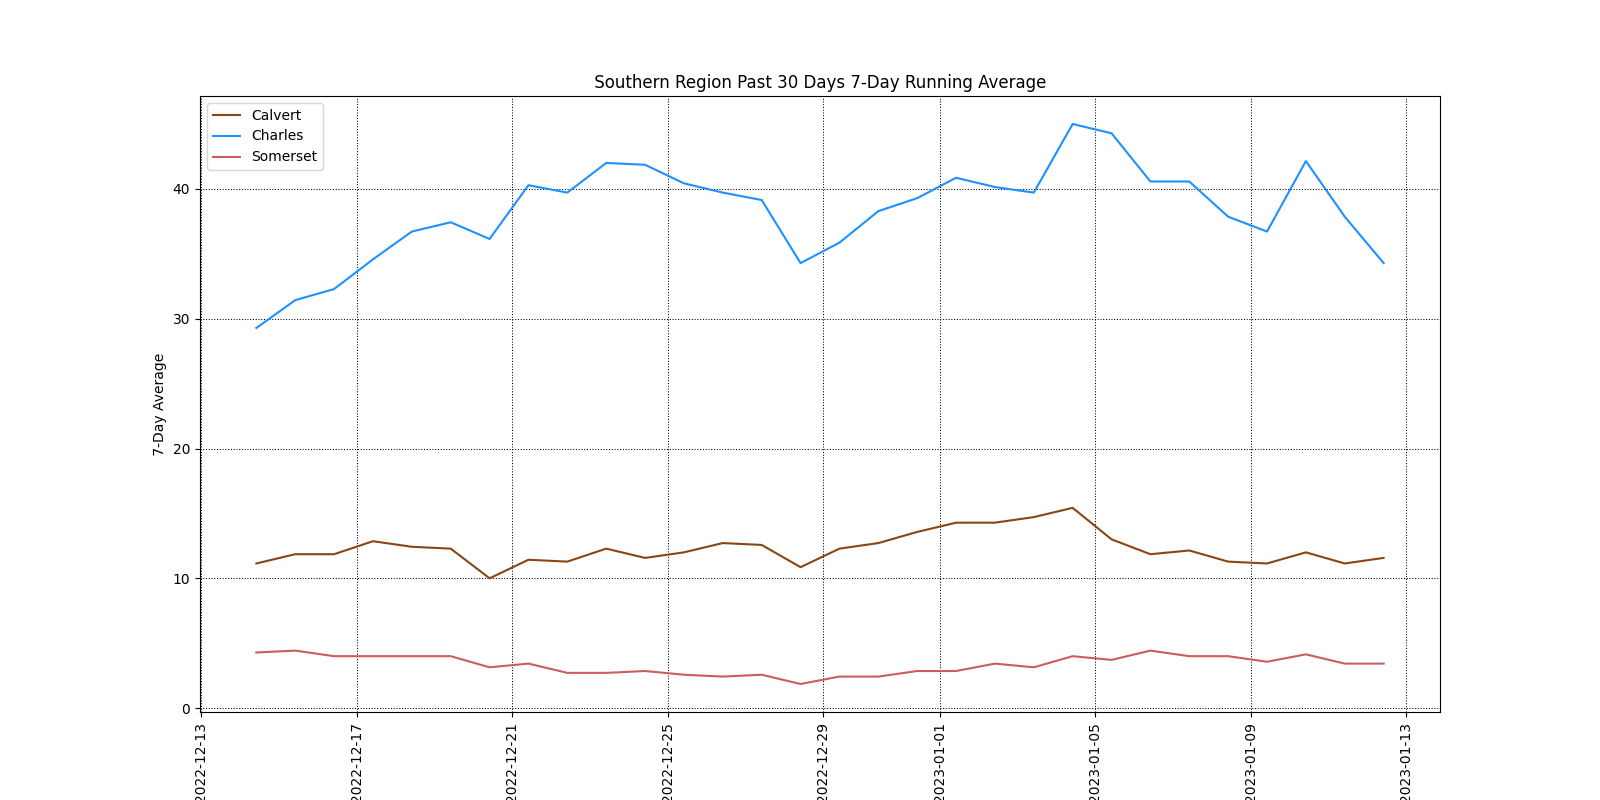 Southern Region Past 30 Days 7-Day Running Average
Calvert
Charles
Somerset
7-Day Average
40
30
20
10
0
2022-12-13
2022-12-17
2022-12-21
2022-12-25
2022-12-29
2023-01-01
2023-01-05
2023-01-09
2023-01-13